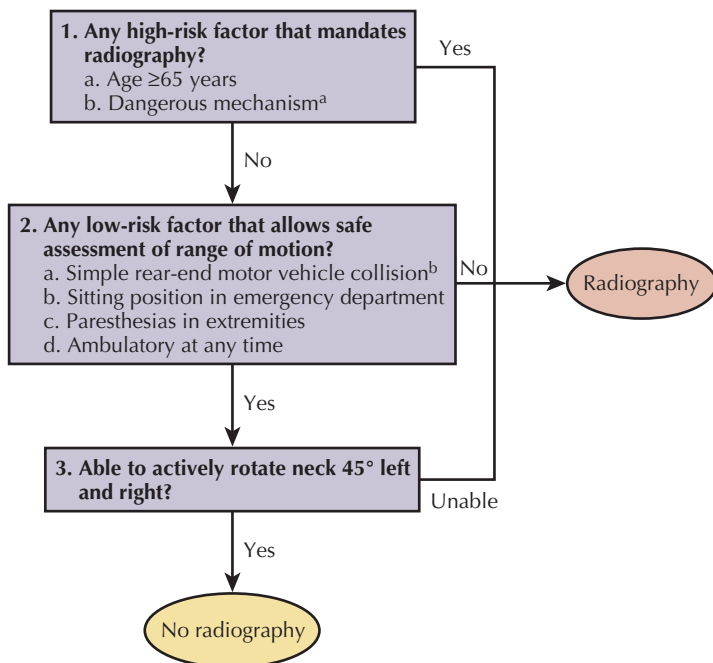 1. Any high-risk factor that mandates
radiography?
a. Age ≥65 years
b. Dangerous mechanismᵃ
Yes
No
2. Any low-risk factor that allows safe
assessment of range of motion?
a. Simple rear-end motor vehicle collisionᵇ
b. Sitting position in emergency department
c. Paresthesias in extremities
d. Ambulatory at any time
No
Radiography
Yes
3. Able to actively rotate neck 45° left
and right?
Unable
Yes
No radiography